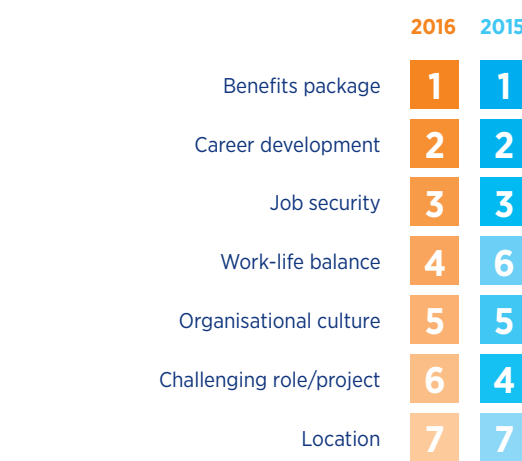 2016 2015
Benefits package 1 1
Career development 2 2
Job security 3 3
Work-life balance 4 6
Organisational culture 5 5
Challenging role/project 6 4
Location 7 7